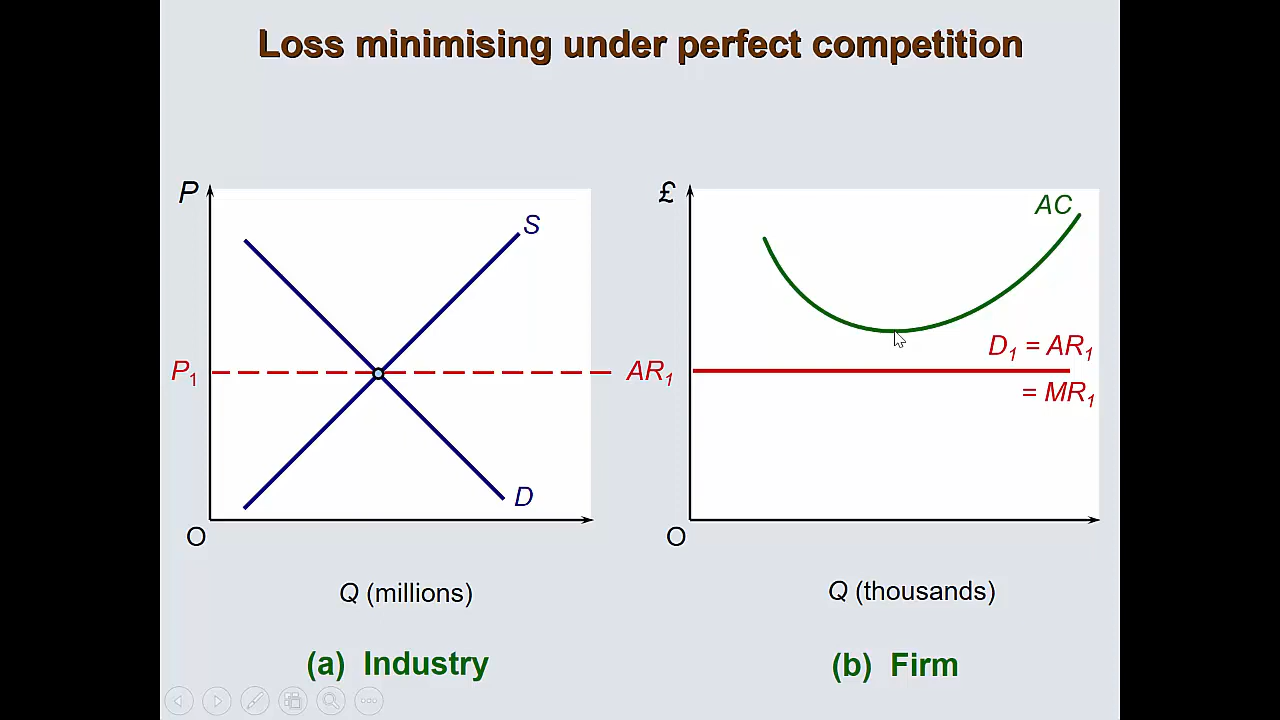 Loss minimising under perfect competition
P
S
P1
D
O
Q (millions)
(a) Industry
£
AC
AR1
D1 = AR1
= MR1
O
Q (thousands)
(b) Firm